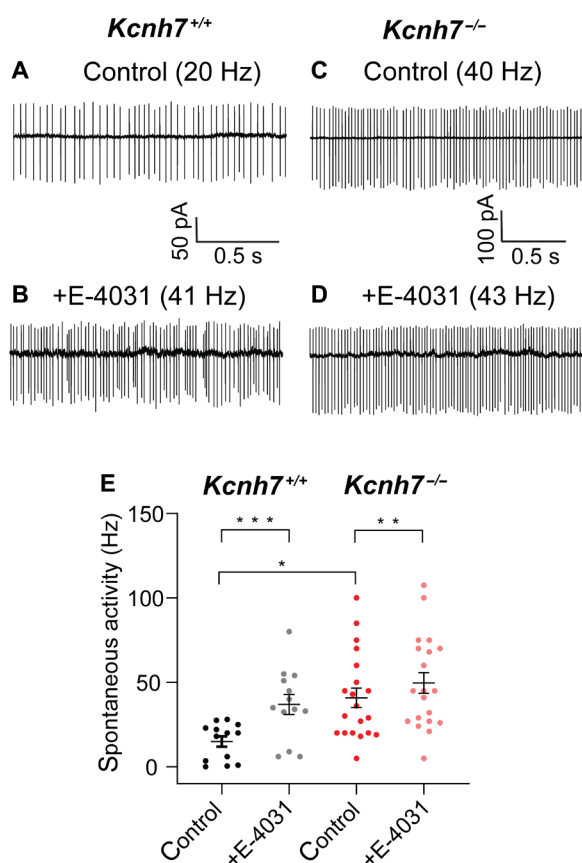 Kcnh7+/+ Kcnh7–/–
A Control (20 Hz) C Control (40 Hz)
50 pA 0.5 s 100 pA 0.5 s
B +E-4031 (41 Hz) D +E-4031 (43 Hz)
E Kcnh7+/+ Kcnh7–/–
Spontaneous activity (Hz)
150
* * * * *
*
100
50
0
Control +E-4031 Control +E-4031